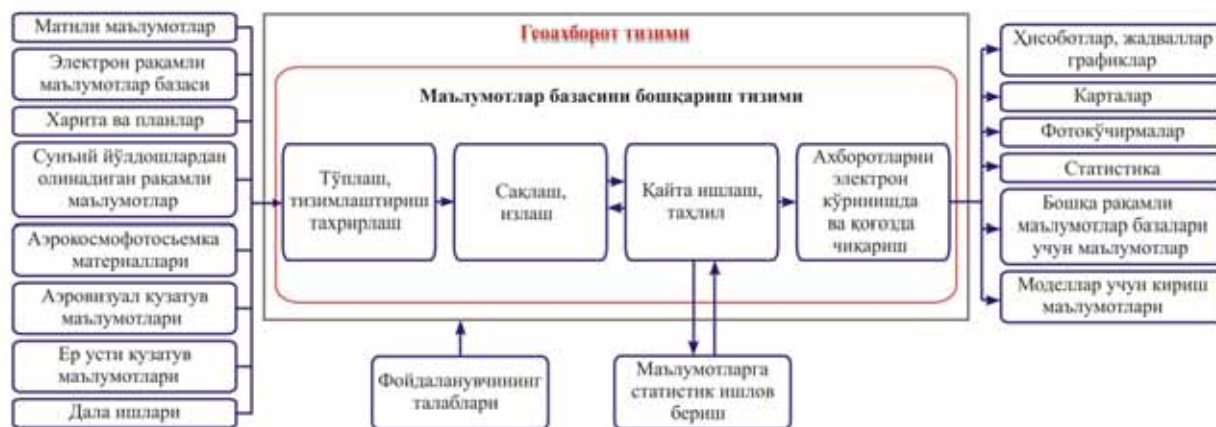 Матили маълумотлар
Электрон рақамли
маълумотлар базаси
Харита ва планлар
Сунъий йўлдошлардан
олинадиган рақамли
маълумотлар
Аэрокосмофотосьемка
материаллари
Аэровизуал кузатув
маълумотлари
Ер усти кузатув
маълумотлари
Дала ишлари
Геоахборот тизими
Маълумотлар базасини бошқариш тизими
Тўплаш,
тизимлаштириш
тахрирлаш
Сақлаш,
излаш
Қайта ишлаш,
таҳлил
Ахборотларни
электрон
кўринишда
ва қоғозда
чиқариш
Фойдаланувчининг
талаблари
Маълумотларга
статистик ишлов
бериш
Ҳисоботлар, жадваллар
графиклар
Карталар
Фотокўчирмалар
Статистика
Бошқа рақамли
маълумотлар базалари
учун маълумотлар
Моделлар учун кириш
маълумотлари